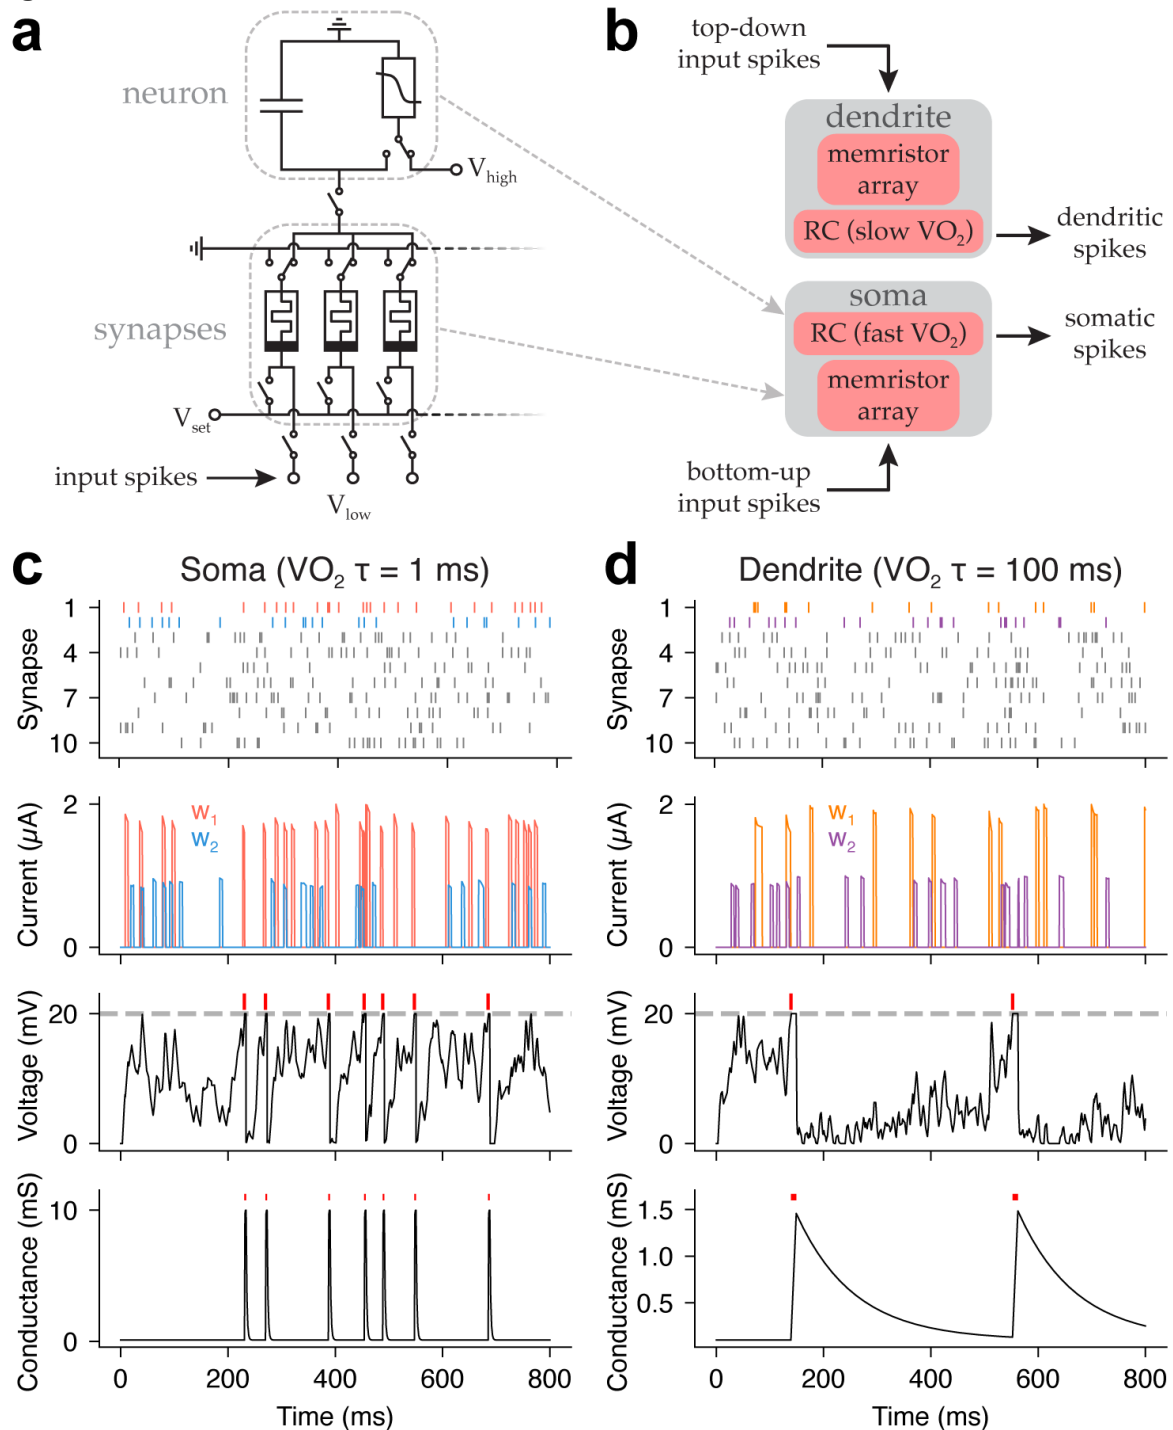 a
neuron
V_high
synapses
V_set
input spikes
V_low
b
top-down
input spikes
dendrite
memristor
array
RC (slow VO₂)
dendritic
spikes
soma
RC (fast VO₂)
memristor
array
somatic
spikes
bottom-up
input spikes
c
Soma (VO₂ τ = 1 ms)
Synapse
1
4
7
10
Current (µA)
2
0
w₁
w₂
Voltage (mV)
20
0
Conductance (mS)
10
0
0 200 400 600 800
Time (ms)
d
Dendrite (VO₂ τ = 100 ms)
Synapse
1
4
7
10
Current (µA)
2
0
w₁
w₂
Voltage (mV)
20
0
Conductance (mS)
1.5
1.0
0.5
0 200 400 600 800
Time (ms)